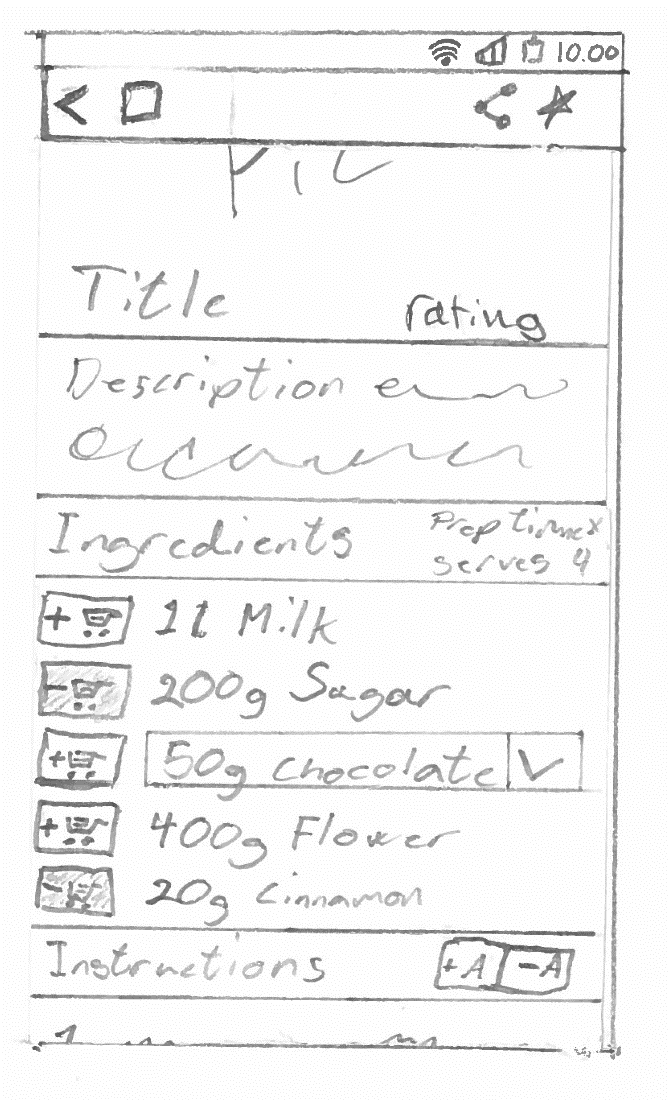 10.00
Title rating
Description
Ingredients Prep time x
serves 4
+ 1l Milk
- 200g Sugar
+ 50g chocolate
+ 400g Flower
- 20g Cinnamon
Instructions +A -A
1